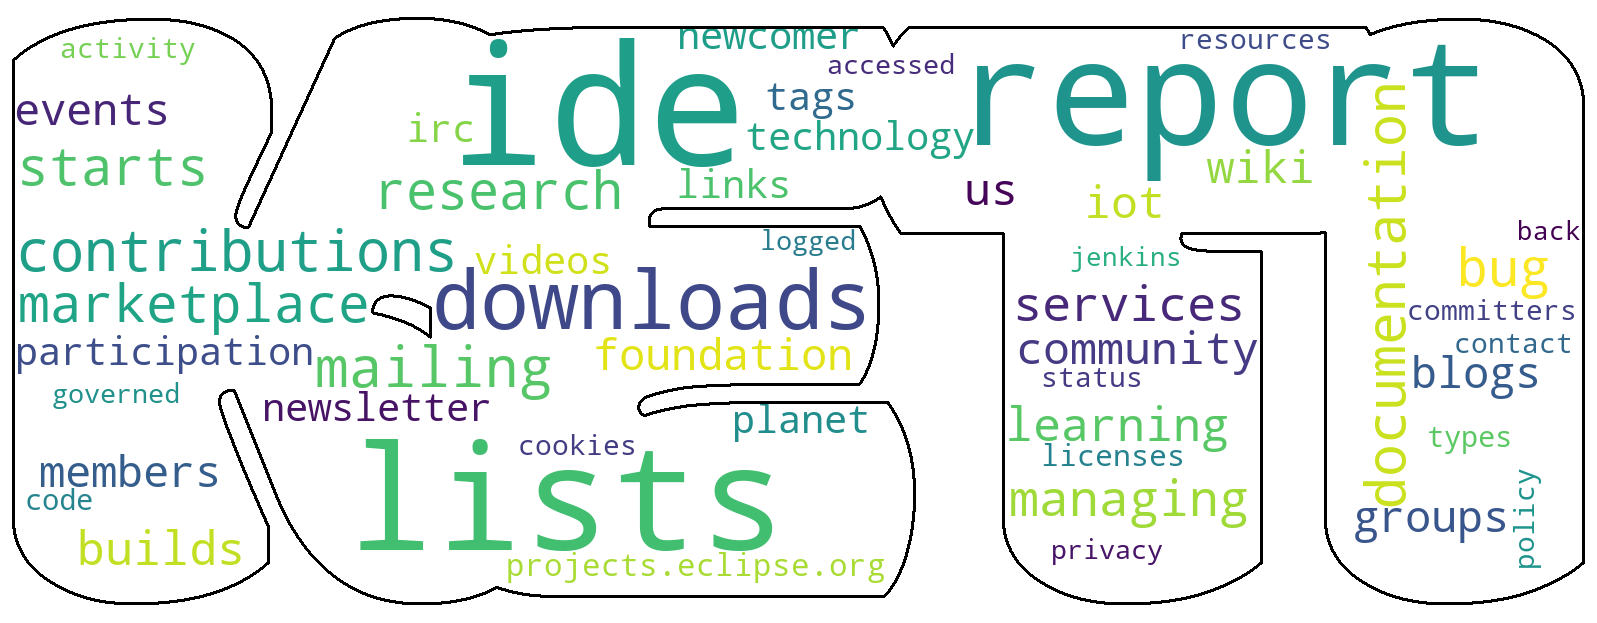 activity
events
starts
contributions
marketplace
participation
governed
members
code
builds
newcomer
ide
accessed
tags
irc
technology
research
links
logged
videos
downloads
foundation
mailing
newsletter
planet
cookies
lists
projects.eclipse.org
resources
report
wiki
us
iot
jenkins
services
community
status
learning
licenses
managing
privacy
documentation
back
bug
committers
contact
blogs
types
policy
groups